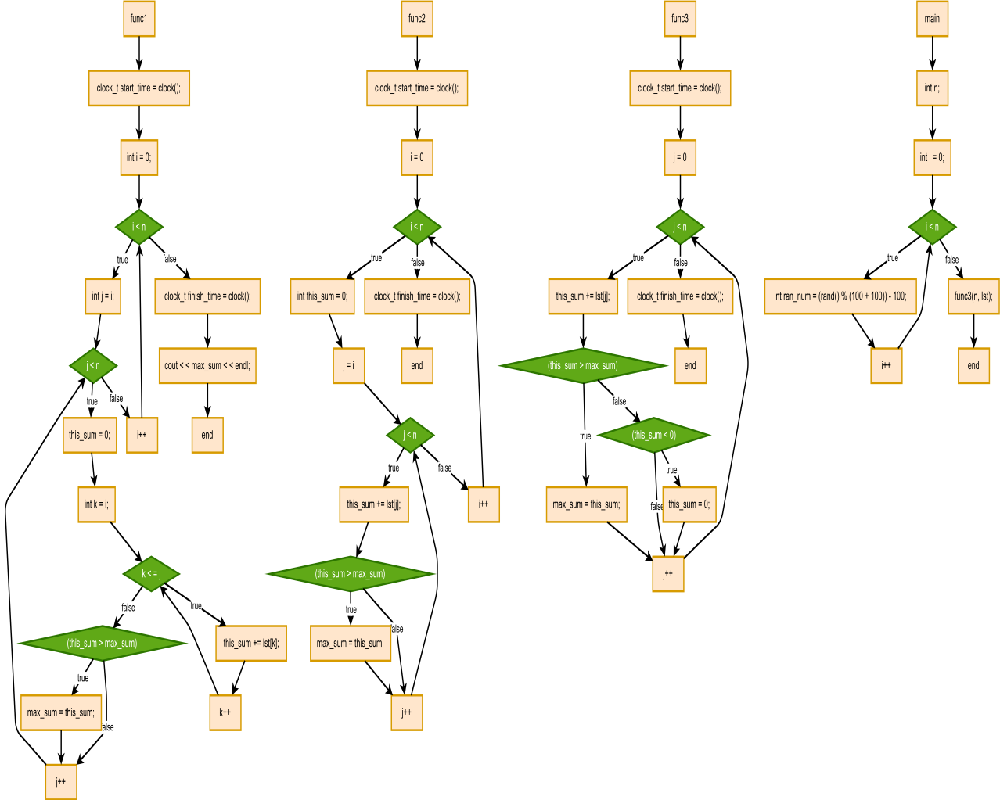 func1
clock_t start_time = clock();
int i = 0;
i < n
true
false
int j = i;
clock_t finish_time = clock();
j < n
cout < < max_sum < < endl;
true
false
this_sum = 0;
i++
end
int k = i;
k < = j
false
true
(this_sum > max_sum)
this_sum += lst[k];
true
max_sum = this_sum;
false
k++
j++
func2
clock_t start_time = clock();
i = 0
i < n
true
false
int this_sum = 0;
clock_t finish_time = clock();
j = i
end
j < n
true
false
this_sum += lst[j];
i++
(this_sum > max_sum)
true
false
max_sum = this_sum;
j++
func3
clock_t start_time = clock();
j = 0
j < n
true
false
this_sum += lst[j];
clock_t finish_time = clock();
(this_sum > max_sum)
end
false
true
(this_sum < 0)
true
false
max_sum = this_sum;
this_sum = 0;
j++
main
int n;
int i = 0;
i < n
true
false
int ran_num = (rand() % (100 + 100)) - 100;
func3(n, lst);
i++
end